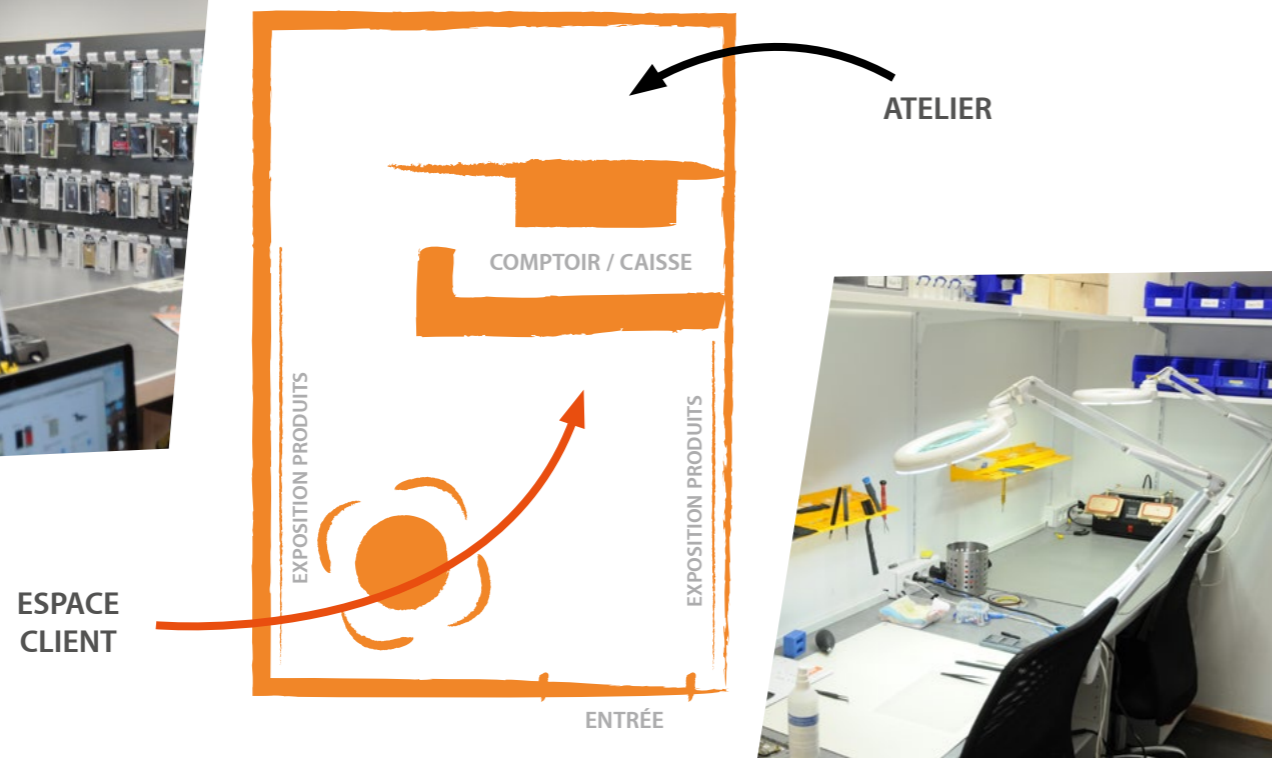 ATELIER
COMPTOIR / CAISSE
EXPOSITION PRODUITS
EXPOSITION PRODUITS
ESPACE
CLIENT
ENTRÉE